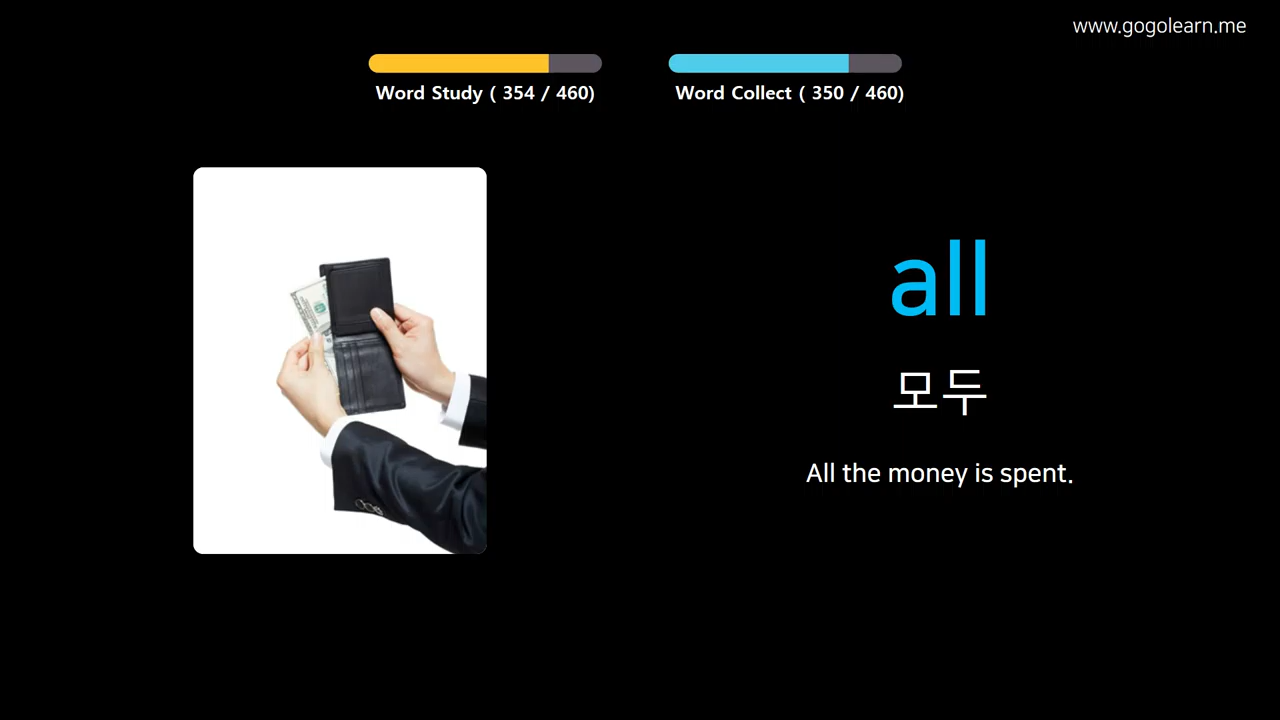 www.gogolearn.me
Word Study ( 354 / 460)
Word Collect ( 350 / 460)
all
모두
All the money is spent.